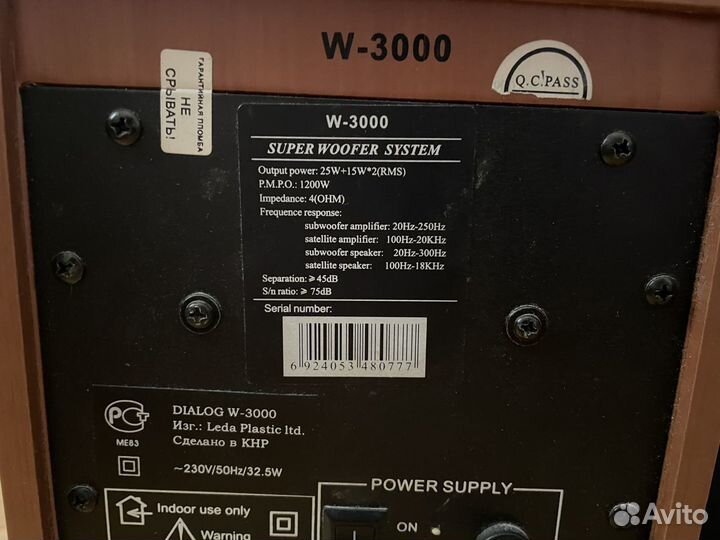 W-3000
Q.C.PASS
ГАРАНТИЙНАЯ ПЛОМБА
НЕ
СРЫВАТЬ!
W-3000
SUPER WOOFER SYSTEM
Output power: 25W+15W*2(RMS)
P.M.P.O.: 1200W
Impedance: 4(OHM)
Frequence response:
subwoofer amplifier: 20Hz-250Hz
satellite amplifier: 100Hz-20KHz
subwoofer speaker: 20Hz-300Hz
satellite speaker: 100Hz-18KHz
Separation: ≥ 45dB
S/n ratio: ≥ 75dB
Serial number:
6 924053 480777
РСТ
ME83
DIALOG W-3000
Изг.: Leda Plastic ltd.
Сделано в КНР
~230V/50Hz/32.5W
POWER SUPPLY
Indoor use only
Warning
ON
Avito